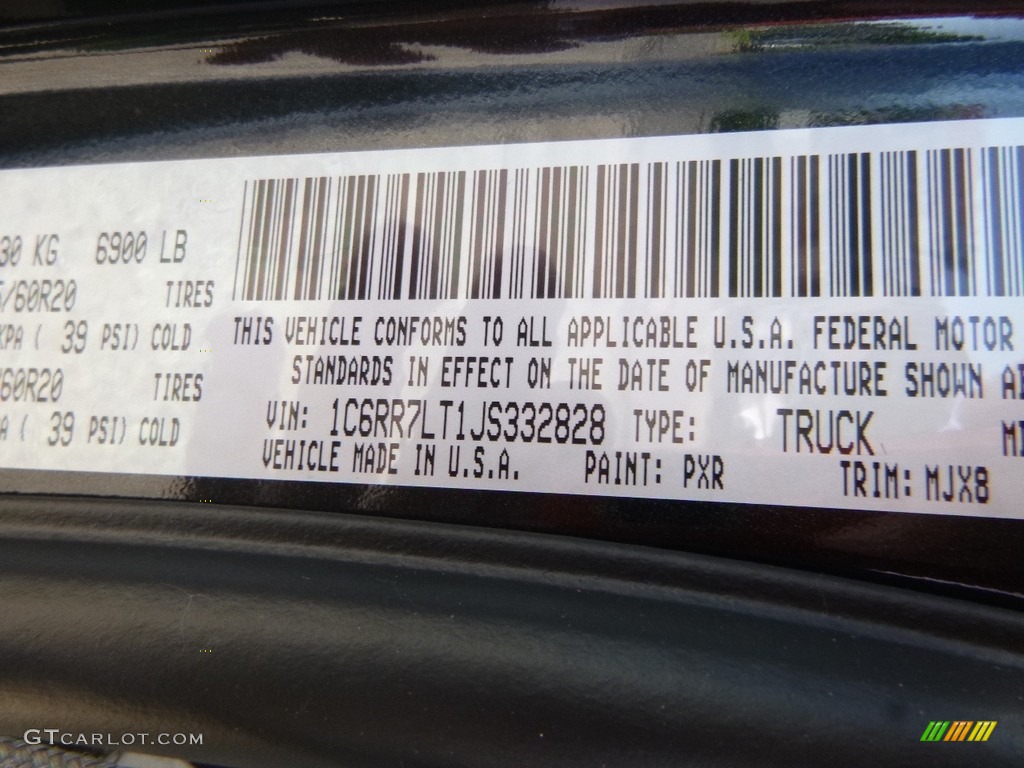 30 KG 6900 LB
/60R20 TIRES
KPA ( 39 PSI) COLD
/60R20 TIRES
A ( 39 PSI) COLD
THIS VEHICLE CONFORMS TO ALL APPLICABLE U.S.A. FEDERAL MOTOR
STANDARDS IN EFFECT ON THE DATE OF MANUFACTURE SHOWN
VIN: 1C6RR7LT1JS332828 TYPE: TRUCK
VEHICLE MADE IN U.S.A. PAINT: PXR TRIM: MJX8
GTCARLOT.COM